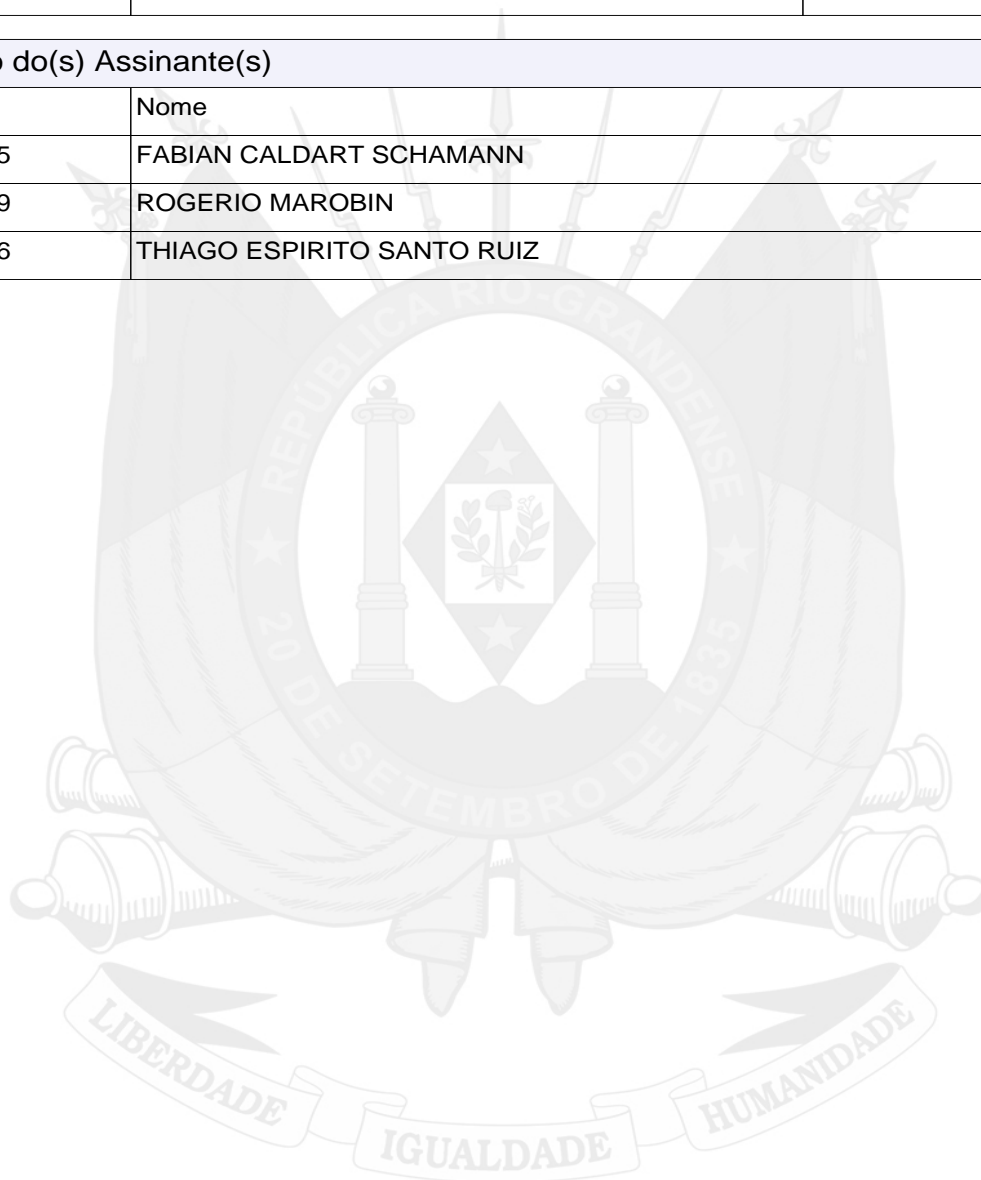 o do(s) Assinante(s)
Nome
5 FABIAN CALDART SCHAMANN
9 ROGERIO MAROBIN
6 THIAGO ESPIRITO SANTO RUIZ
REPÚBLICA RIO-GRANDENSE
★ 20 DE SETEMBRO DE 1835 ★
LIBERDADE IGUALDADE HUMANIDADE